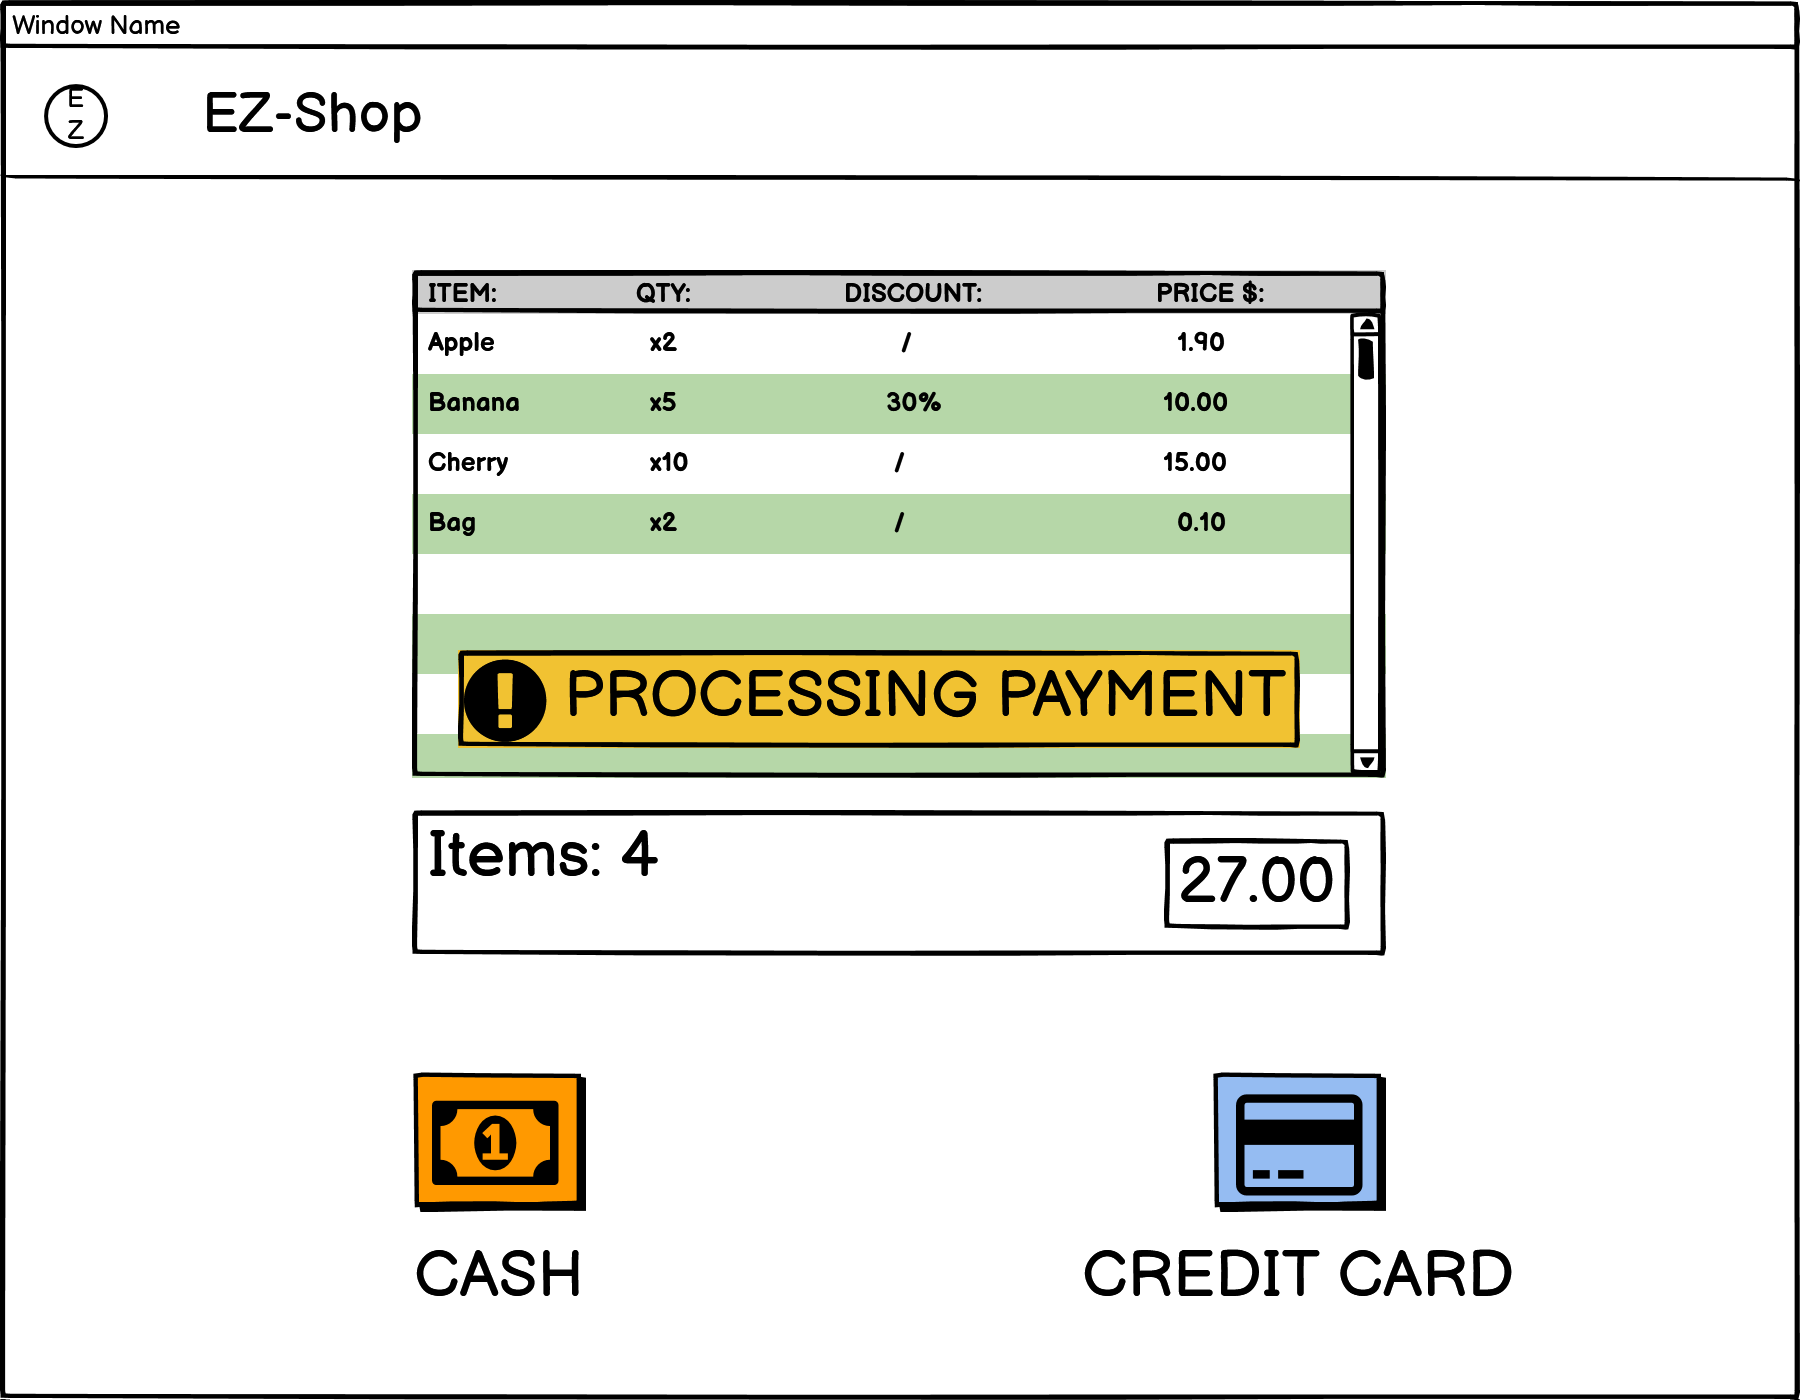 Window Name
E
Z
EZ-Shop
ITEM: QTY: DISCOUNT: PRICE $:
Apple x2 / 1.90
Banana x5 30% 10.00
Cherry x10 / 15.00
Bag x2 / 0.10
! PROCESSING PAYMENT
Items: 4
27.00
1
CASH CREDIT CARD